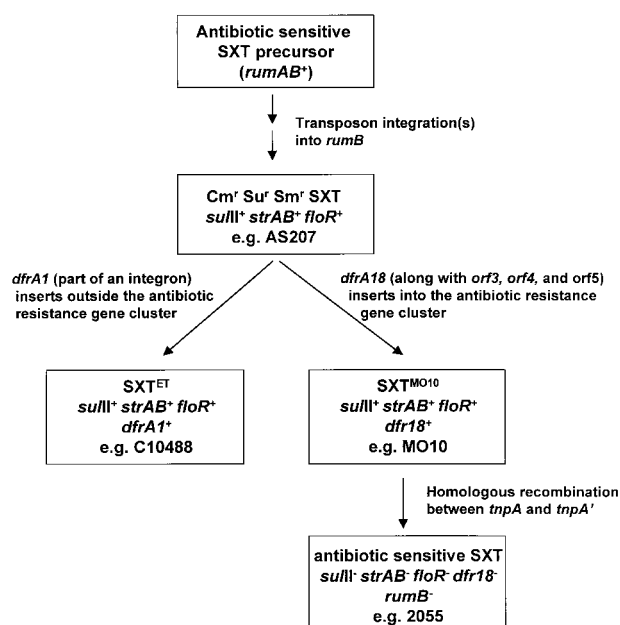 Antibiotic sensitive
SXT precursor
(rumAB⁺)
Transposon integration(s)
into rumB
Cmʳ Suʳ Smʳ SXT
sulII⁺ strAB⁺ floR⁺
e.g. AS207
dfrA1 (part of an integron)
inserts outside the antibiotic
resistance gene cluster
dfrA18 (along with orf3, orf4, and orf5)
inserts into the antibiotic resistance
gene cluster
SXTᴱᵀ
sulII⁺ strAB⁺ floR⁺
dfrA1⁺
e.g. C10488
SXTᴹᴼ¹⁰
sulII⁺ strAB⁺ floR⁺
dfr18⁺
e.g. MO10
Homologous recombination
between tnpA and tnpA'
antibiotic sensitive SXT
sulII⁻ strAB⁻ floR⁻ dfr18⁻
rumB⁻
e.g. 2055